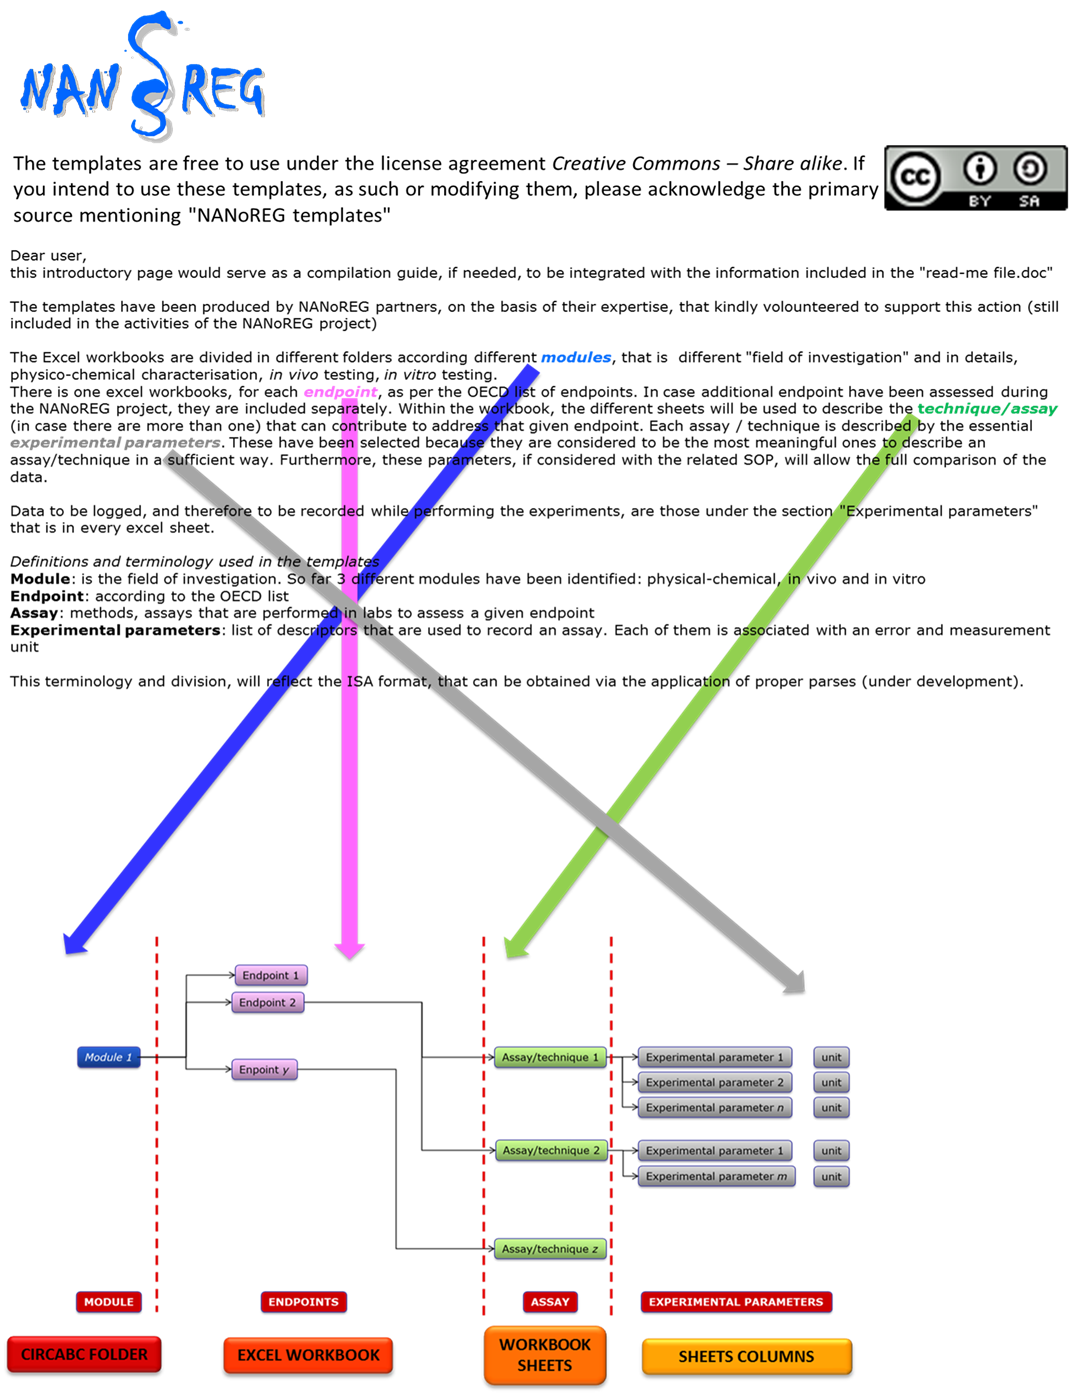 NANOREG
The templates are free to use under the license agreement Creative Commons – Share alike. If
you intend to use these templates, as such or modifying them, please acknowledge the primary
source mentioning "NANoREG templates"
cc
BY SA
Dear user,
this introductory page would serve as a compilation guide, if needed, to be integrated with the information included in the "read-me file.doc"
The templates have been produced by NANoREG partners, on the basis of their expertise, that kindly volounteered to support this action (still
included in the activities of the NANoREG project)
The Excel workbooks are divided in different folders according different modules, that is different "field of investigation" and in details,
physico-chemical characterisation, in vivo testing, in vitro testing.
There is one excel workbooks, for each endpoint, as per the OECD list of endpoints. In case additional endpoint have been assessed during
the NANoREG project, they are included separately. Within the workbook, the different sheets will be used to describe the technique/assay
(in case there are more than one) that can contribute to address that given endpoint. Each assay / technique is described by the essential
experimental parameters. These have been selected because they are considered to be the most meaningful ones to describe an
assay/technique in a sufficient way. Furthermore, these parameters, if considered with the related SOP, will allow the full comparison of the
data.
Data to be logged, and therefore to be recorded while performing the experiments, are those under the section "Experimental parameters"
that is in every excel sheet.
Definitions and terminology used in the templates
Module: is the field of investigation. So far 3 different modules have been identified: physical-chemical, in vivo and in vitro
Endpoint: according to the OECD list
Assay: methods, assays that are performed in labs to assess a given endpoint
Experimental parameters: list of descriptors that are used to record an assay. Each of them is associated with an error and measurement
unit
This terminology and division, will reflect the ISA format, that can be obtained via the application of proper parses (under development).
Endpoint 1
Endpoint 2
Module 1
Enpoint y
Assay/technique 1
Experimental parameter 1 unit
Experimental parameter 2 unit
Experimental parameter n unit
Assay/technique 2
Experimental parameter 1 unit
Experimental parameter m unit
Assay/technique z
MODULE ENDPOINTS ASSAY EXPERIMENTAL PARAMETERS
CIRCABC FOLDER
EXCEL WORKBOOK
WORKBOOK
SHEETS
SHEETS COLUMNS